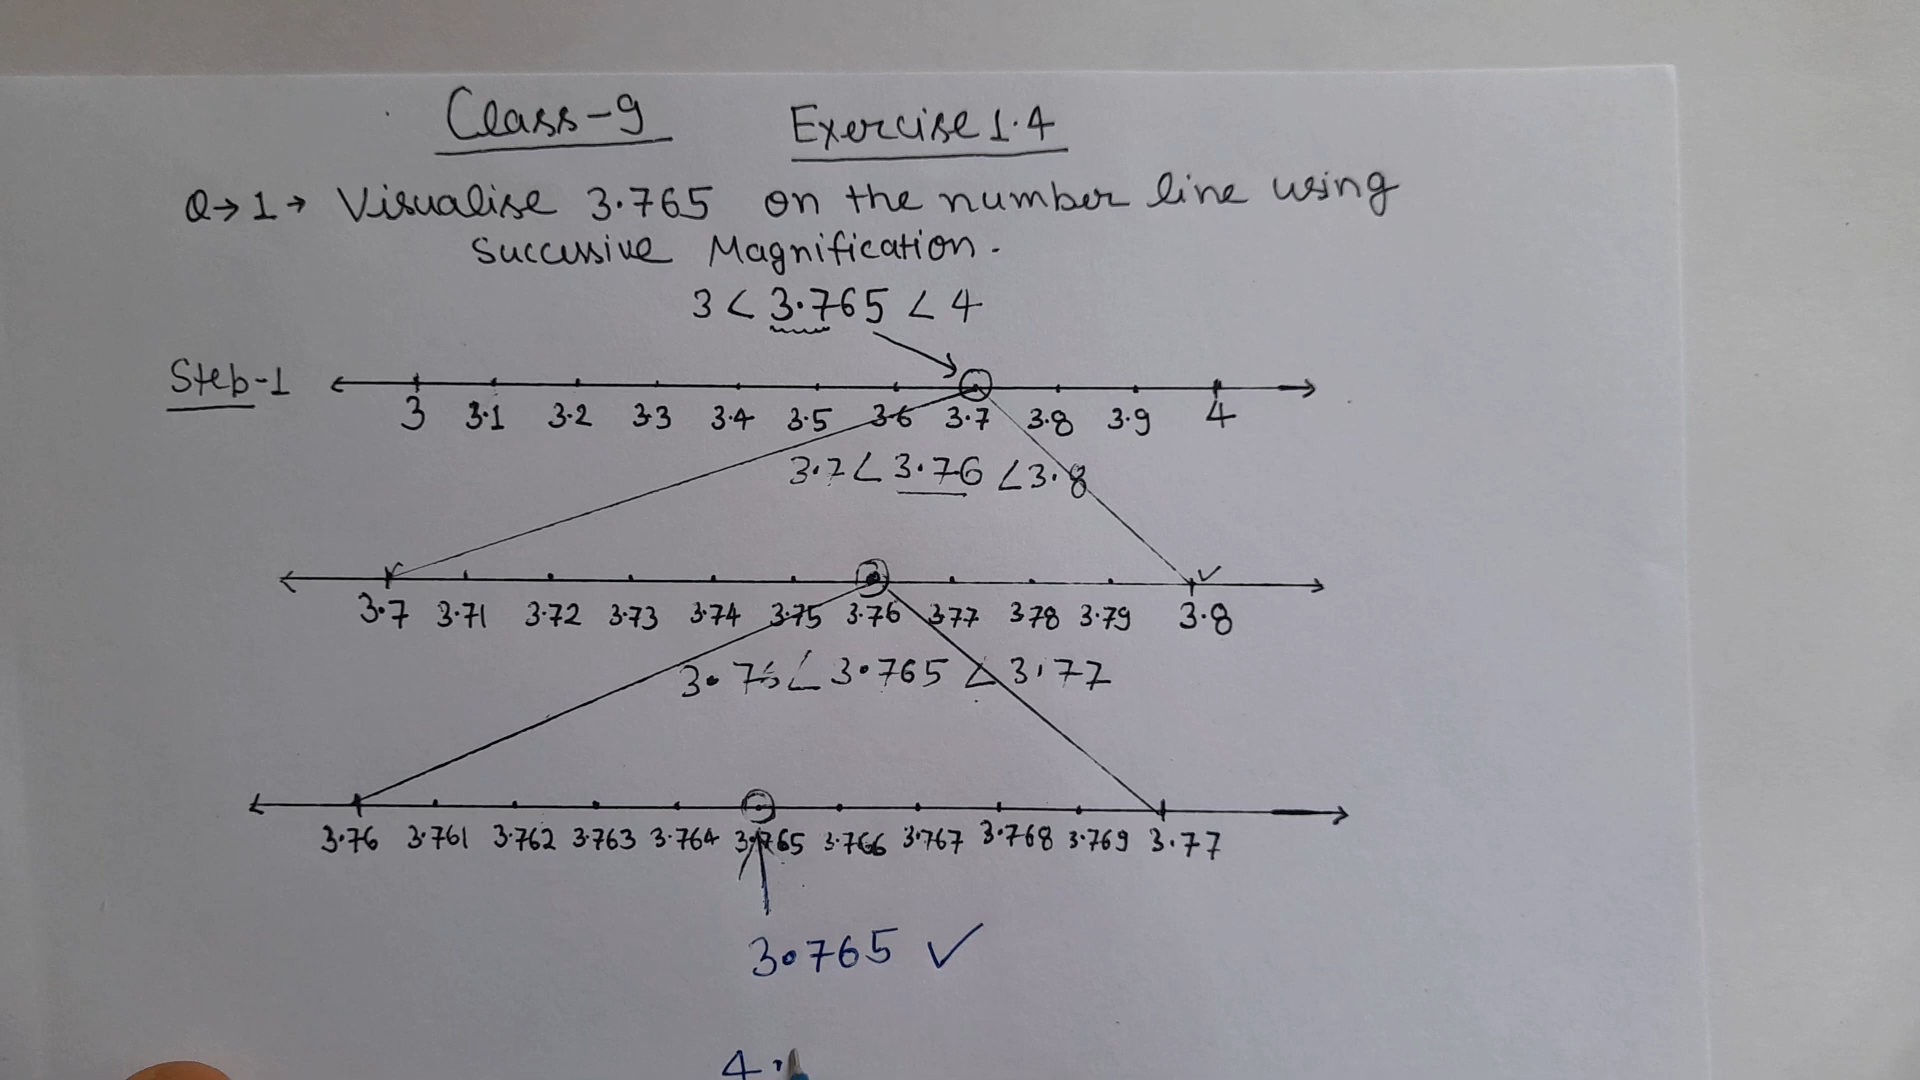 Class-9 Exercise 1.4
Q→1→ Visualise 3.765 on the number line using
Successive Magnification.
3 < 3.765 < 4
Step-1
3 3.1 3.2 3.3 3.4 3.5 3.6 3.7 3.8 3.9 4
3.7 < 3.76 < 3.8
3.7 3.71 3.72 3.73 3.74 3.75 3.76 3.77 3.78 3.79 3.8
3.76 < 3.765 < 3.77
3.76 3.761 3.762 3.763 3.764 3.765 3.766 3.767 3.768 3.769 3.77
3.765 ✓
4.